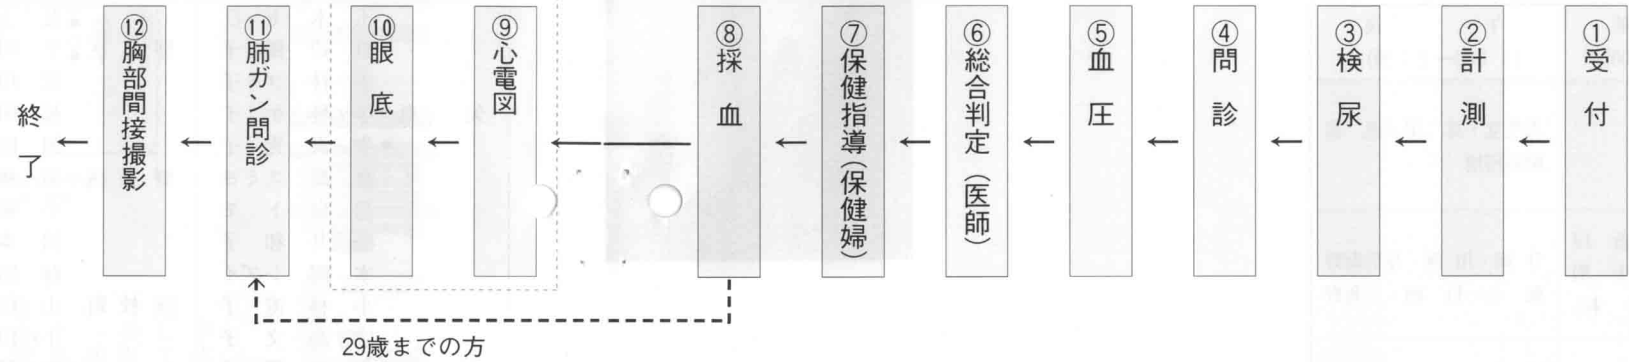 ①受付
②計測
③検尿
④問診
⑤血圧
⑥総合判定(医師)
⑦保健指導(保健婦)
⑧採血
⑨心電図
⑩眼底
⑪肺ガン問診
⑫胸部間接撮影
終了
29歳までの方